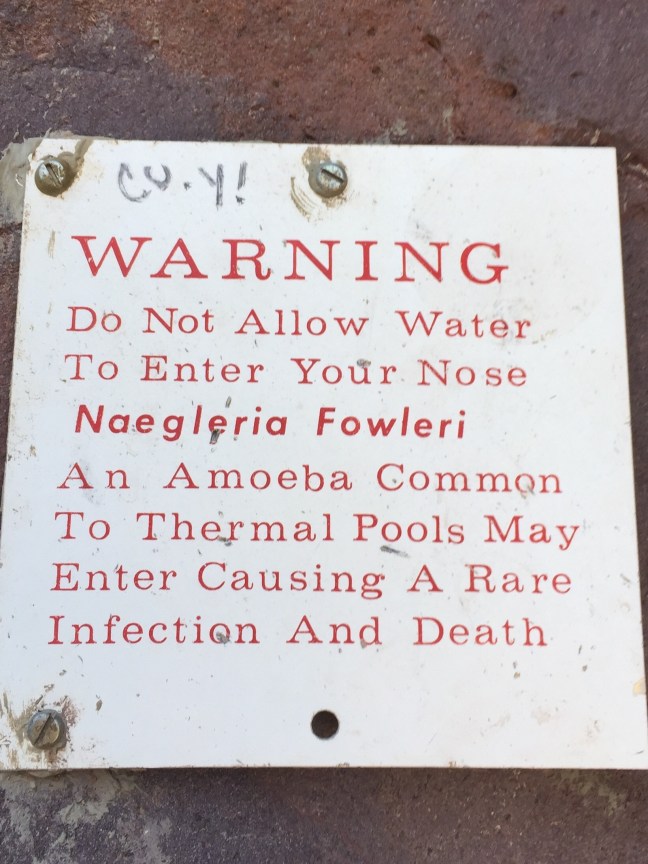 WARNING
Do Not Allow Water
To Enter Your Nose
Naegleria Fowleri
An Amoeba Common
To Thermal Pools May
Enter Causing A Rare
Infection And Death